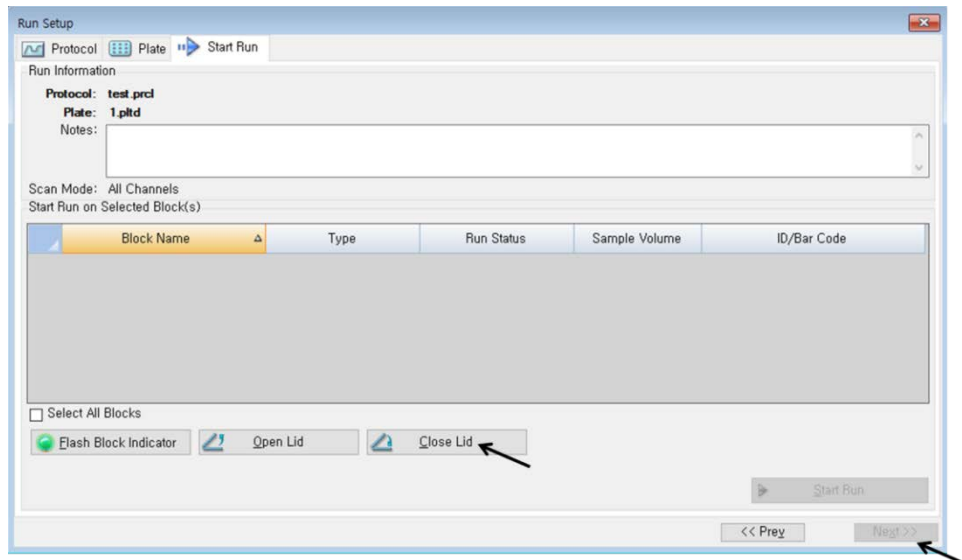 Run Setup
Protocol Plate Start Run
Run Information
Protocol: test.prcl
Plate: 1.pltd
Notes:
Scan Mode: All Channels
Start Run on Selected Block(s)
Block Name Type Run Status Sample Volume ID/Bar Code
Select All Blocks
Flash Block Indicator Open Lid Close Lid
Start Run
<< Prev Next >>